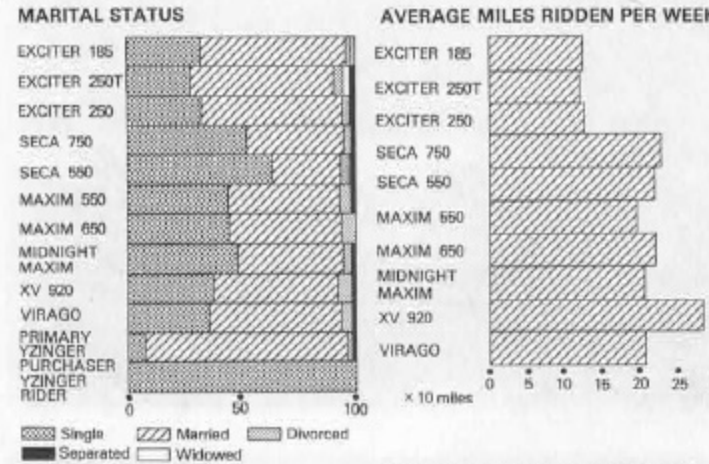 MARITAL STATUS
EXCITER 185
EXCITER 250T
EXCITER 250
SECA 750
SECA 550
MAXIM 550
MAXIM 650
MIDNIGHT
MAXIM
XV 920
VIRAGO
PRIMARY
YZINGER
PURCHASER
YZINGER
RIDER
0 50 100
Single Married Divorced
Separated Widowed
AVERAGE MILES RIDDEN PER WEEK
EXCITER 185
EXCITER 250T
EXCITER 250
SECA 750
SECA 550
MAXIM 550
MAXIM 650
MIDNIGHT
MAXIM
XV 920
VIRAGO
0 5 10 15 20 25
× 10 miles